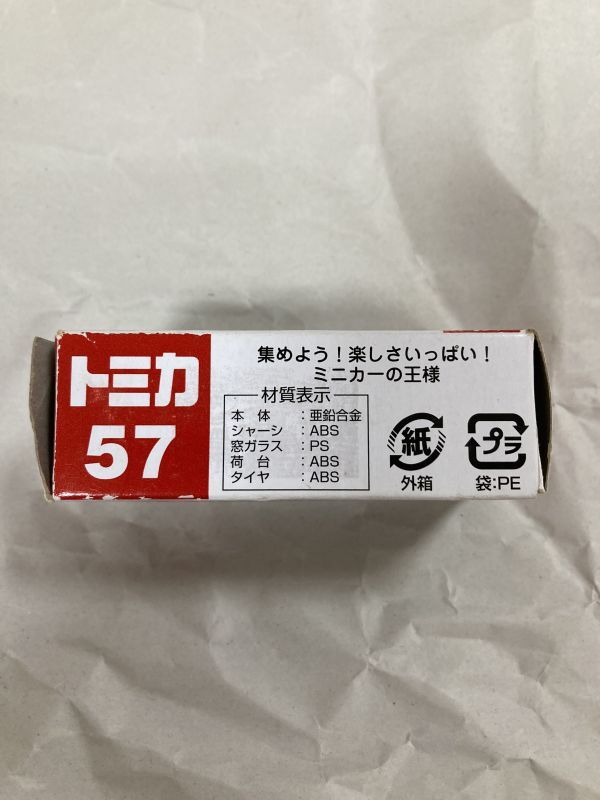 トミカ
57
集めよう！楽しさいっぱい！
ミニカーの王様
材質表示
本体：亜鉛合金
シャーシ：ABS
窓ガラス：PS
荷台：ABS
タイヤ：ABS
紙
外箱
プラ
袋:PE